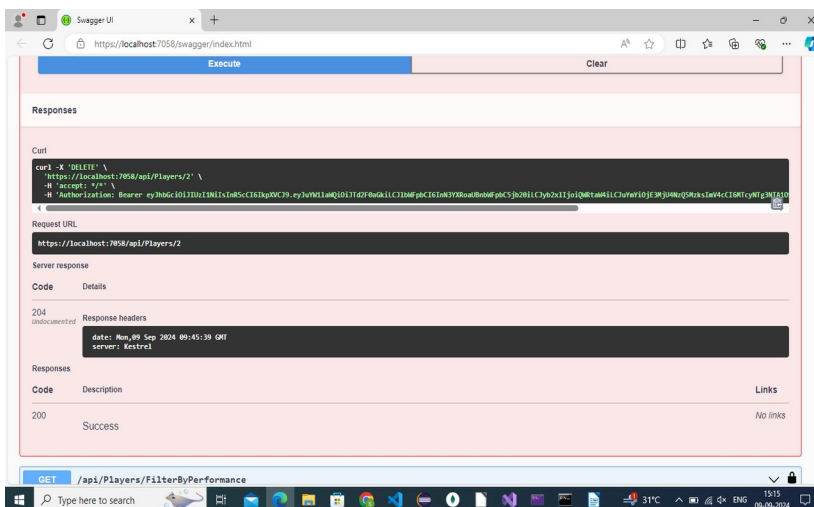 Swagger UI
https://localhost:7058/swagger/index.html
Execute
Clear
Responses
Curl
curl -X 'DELETE' \
'https://localhost:7058/api/Players/2' \
-H 'accept: */*' \
-H 'Authorization: Bearer
Request URL
https://localhost:7058/api/Players/2
Server response
Code Details
204
Undocumented
Response headers
date: Mon,09 Sep 2024 09:45:39 GMT
server: Kestrel
Responses
Code Description Links
200 Success No links
GET /api/Players/FilterByPerformance
Type here to search
31°C
ENG
15:15
09-09-2024